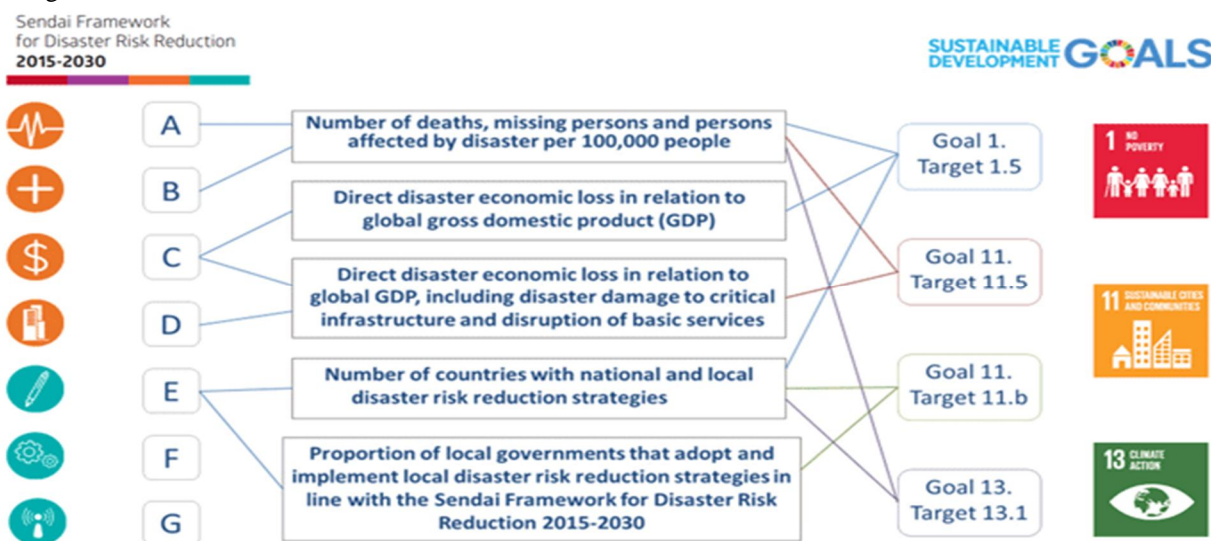 Sendai Framework
for Disaster Risk Reduction
2015-2030
SUSTAINABLE
DEVELOPMENT GOALS
A
B
C
D
E
F
G
Number of deaths, missing persons and persons
affected by disaster per 100,000 people
Direct disaster economic loss in relation to
global gross domestic product (GDP)
Direct disaster economic loss in relation to
global GDP, including disaster damage to critical
infrastructure and disruption of basic services
Number of countries with national and local
disaster risk reduction strategies
Proportion of local governments that adopt and
implement local disaster risk reduction strategies in
line with the Sendai Framework for Disaster Risk
Reduction 2015-2030
Goal 1.
Target 1.5
Goal 11.
Target 11.5
Goal 11.
Target 11.b
Goal 13.
Target 13.1
1 NO
POVERTY
11 SUSTAINABLE CITIES
AND COMMUNITIES
13 CLIMATE
ACTION